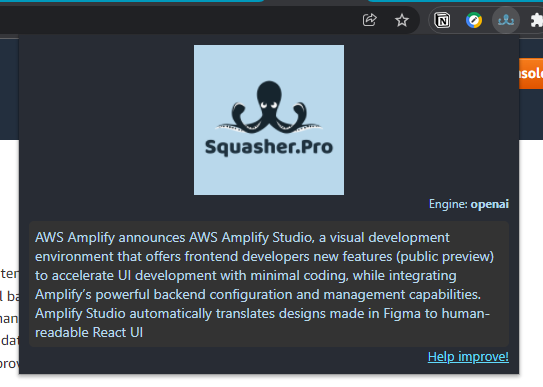 Squasher.Pro
Engine: openai
AWS Amplify announces AWS Amplify Studio, a visual development
environment that offers frontend developers new features (public preview)
to accelerate UI development with minimal coding, while integrating
Amplify’s powerful backend configuration and management capabilities.
Amplify Studio automatically translates designs made in Figma to human-
readable React UI
Help improve!